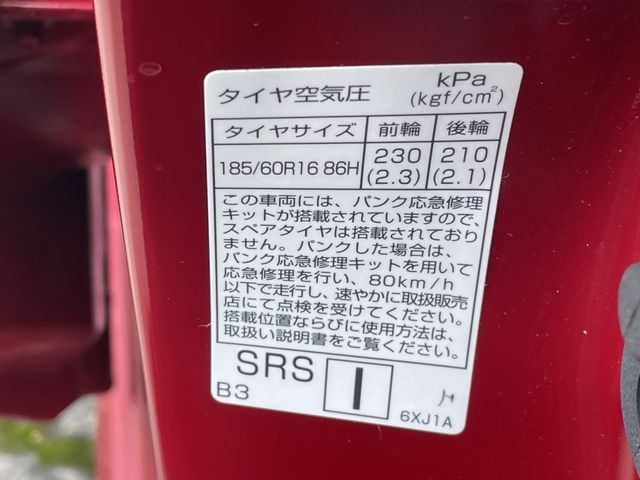 タイヤ空気圧 kPa
(kgf/cm²)
タイヤサイズ 前輪 後輪
185/60R16 86H 230 210
(2.3) (2.1)
この車両には、パンク応急修理
キットが搭載されていますので、
スペアタイヤは搭載されており
ません。パンクした場合は、
パンク応急修理キットを用いて
応急修理を行い、80km/h
以下で走行し、速やかに取扱販売
店にて点検を受けてください。
搭載位置ならびに使用方法は、
取扱い説明書をご覧ください。
SRS I
B3 6XJ1A